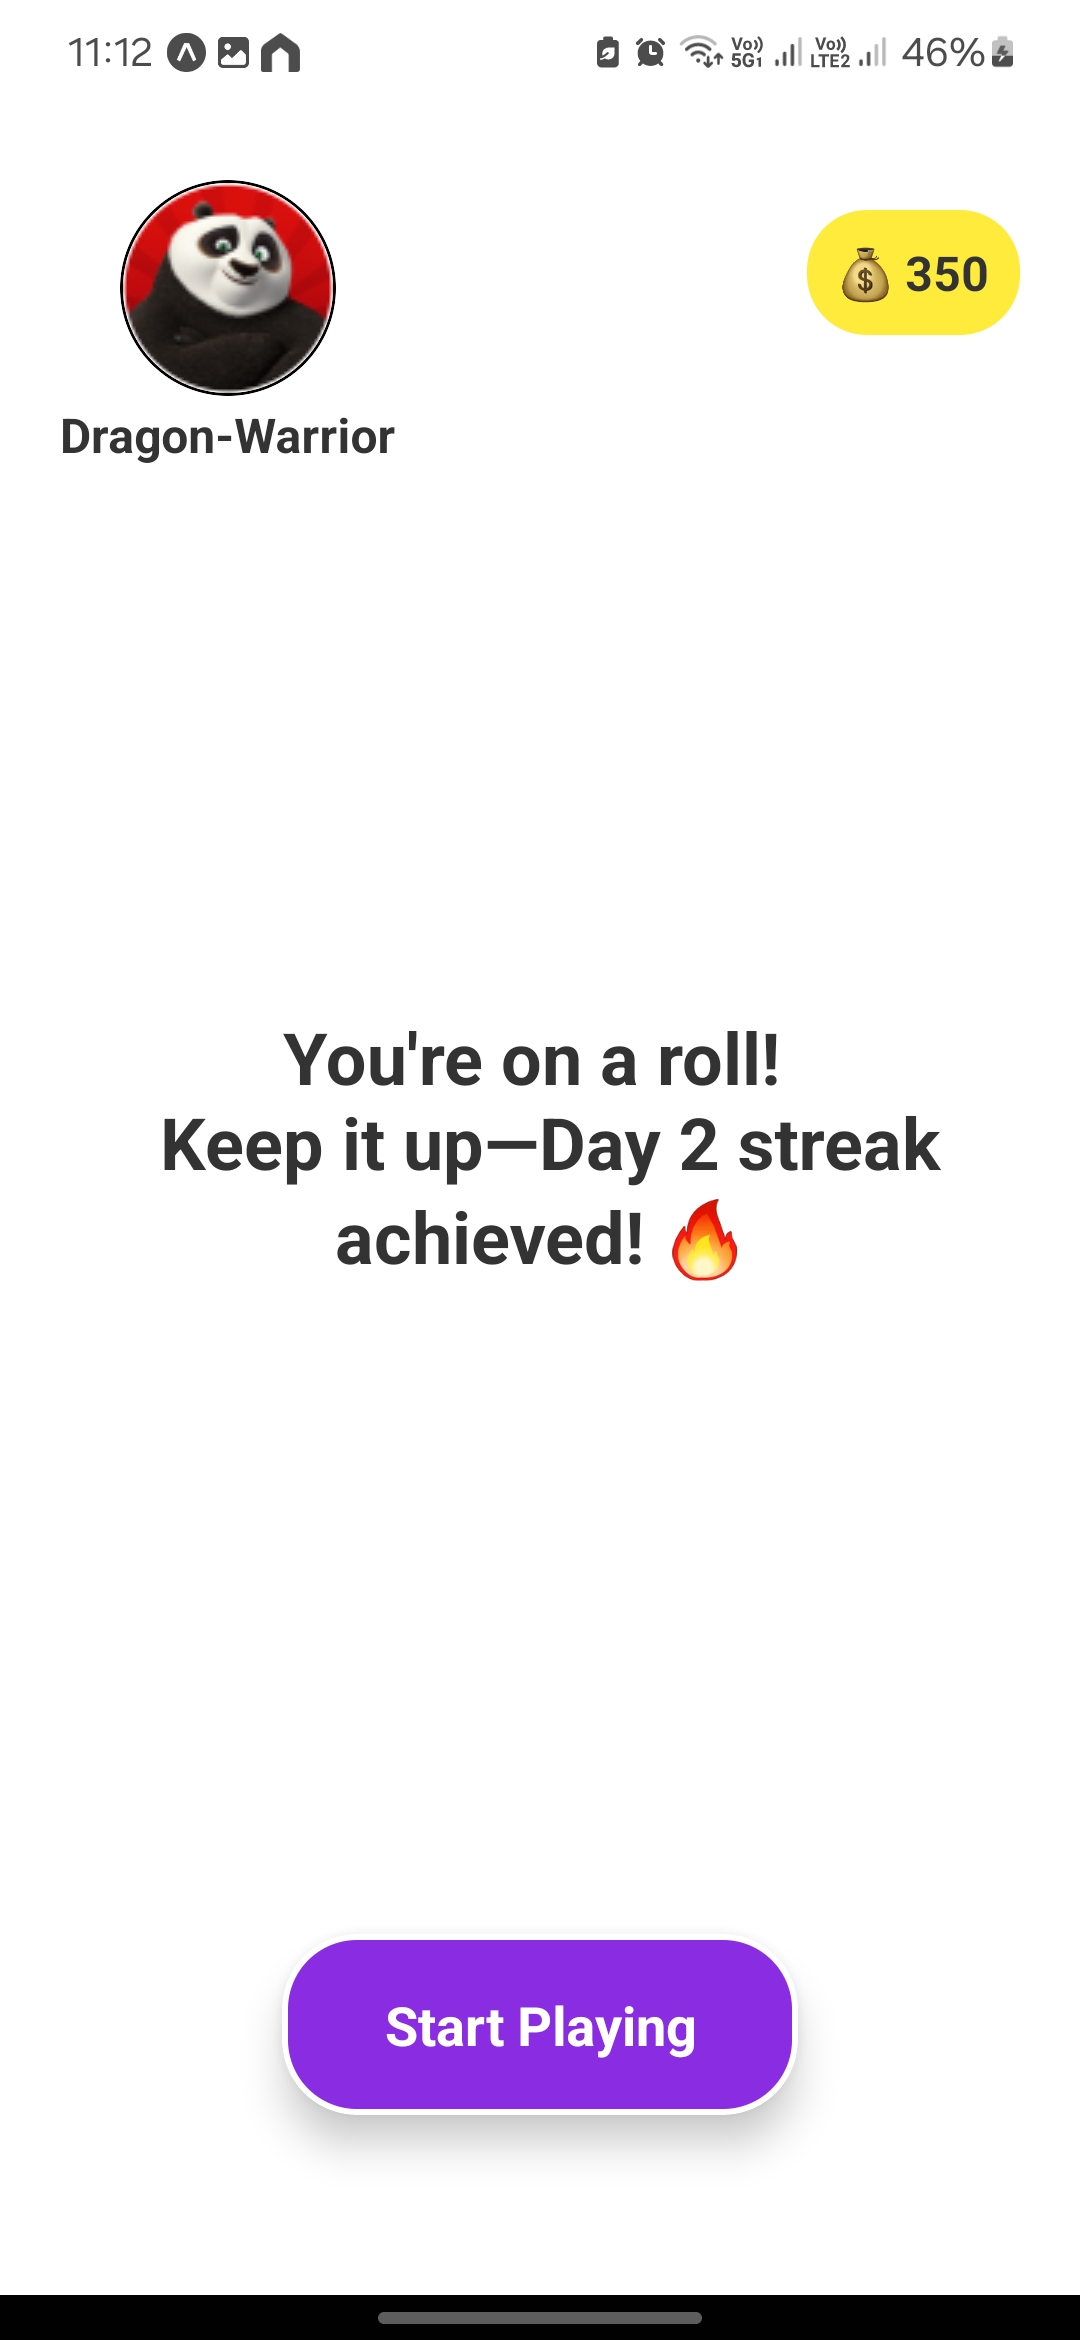 11:12 Vo)) 5G1 Vo)) LTE2 46%
$ 350
Dragon-Warrior
You're on a roll!
Keep it up—Day 2 streak
achieved! 🔥
Start Playing